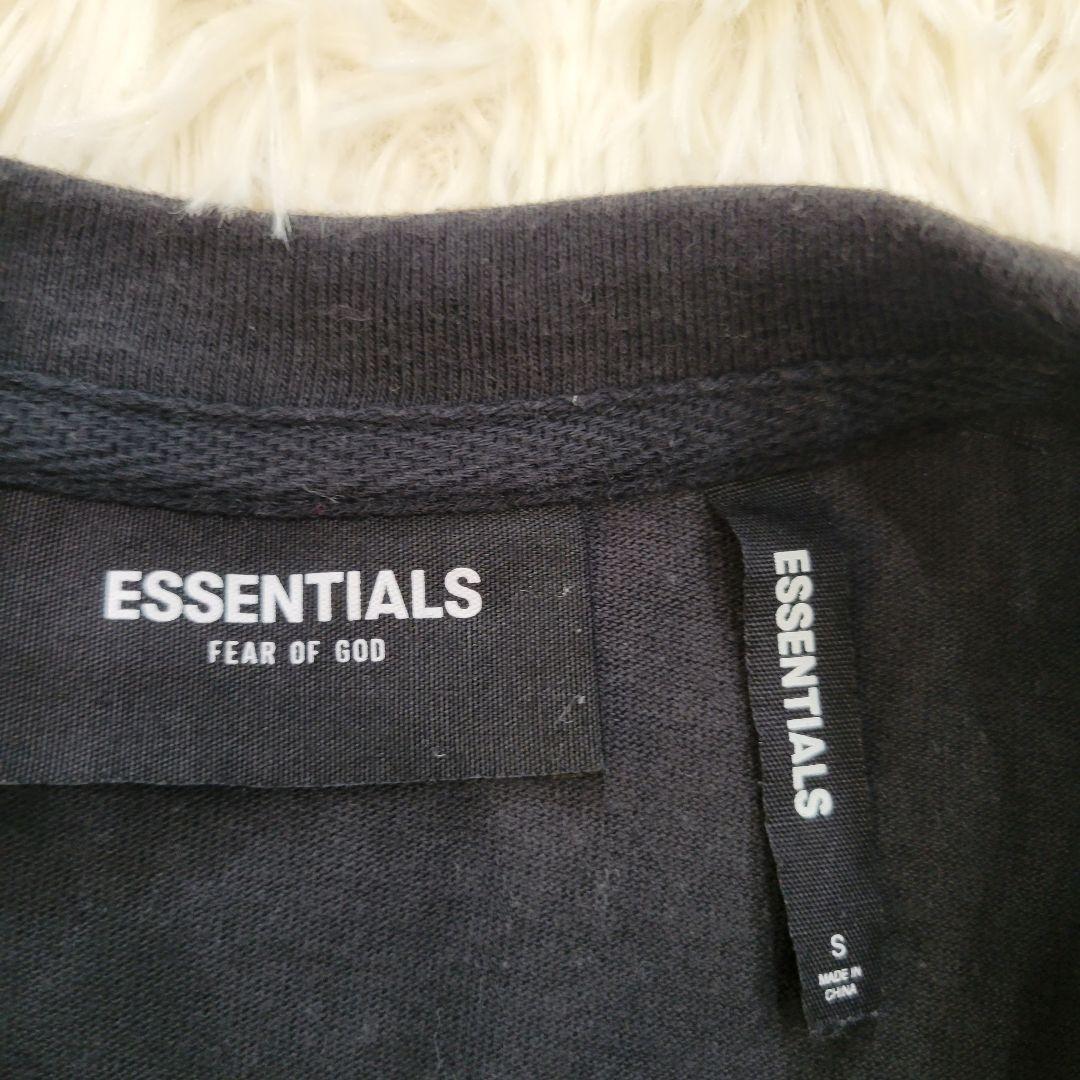 ESSENTIALS
FEAR OF GOD
ESSENTIALS
S
MADE IN
CHINA